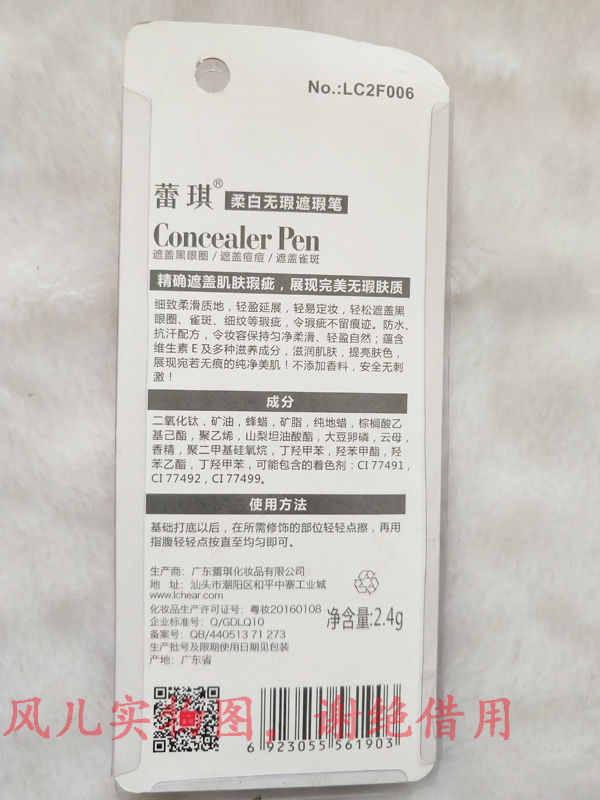 No.:LC2F006
蕾琪®
柔白无瑕遮瑕笔
Concealer Pen
遮盖黑眼圈/遮盖痘痘/遮盖雀斑
精确遮盖肌肤瑕疵，展现完美无瑕肤质
细致柔滑质地，轻盈延展，轻易定妆，轻松遮盖黑
眼圈、雀斑、细纹等瑕疵，令瑕疵不留痕迹。防水、
抗汗配方，令妆容保持匀净柔滑、轻盈自然；蕴含
维生素E及多种滋养成分，滋润肌肤，提亮肤色，
展现宛若无痕的纯净美肌！不添加香料，安全无刺
激！
成分
二氧化钛，矿油，蜂蜡，矿脂，纯地蜡，棕榈酸乙
基己酯，聚乙烯，山梨坦油酸酯，大豆卵磷，云母，
香精，聚二甲基硅氧烷，丁羟甲苯，羟苯甲酯，羟
苯乙酯，丁羟甲苯，可能包含的着色剂：CI 77491，
CI 77492，CI 77499。
使用方法
基础打底以后，在所需修饰的部位轻轻点擦，再用
指腹轻轻点按直至均匀即可。
生产商：广东蕾琪化妆品有限公司
地 址：汕头市潮阳区和平中寨工业城
www.lchear.com
化妆品生产许可证号：粤妆20160108
企业标准号：Q/GDLQ10
备案号：QB/440513 71 273
生产批号及限期使用日期见包装
产地：广东省
净含量:2.4g
6 923055 561903
风儿实物图，谢绝借用